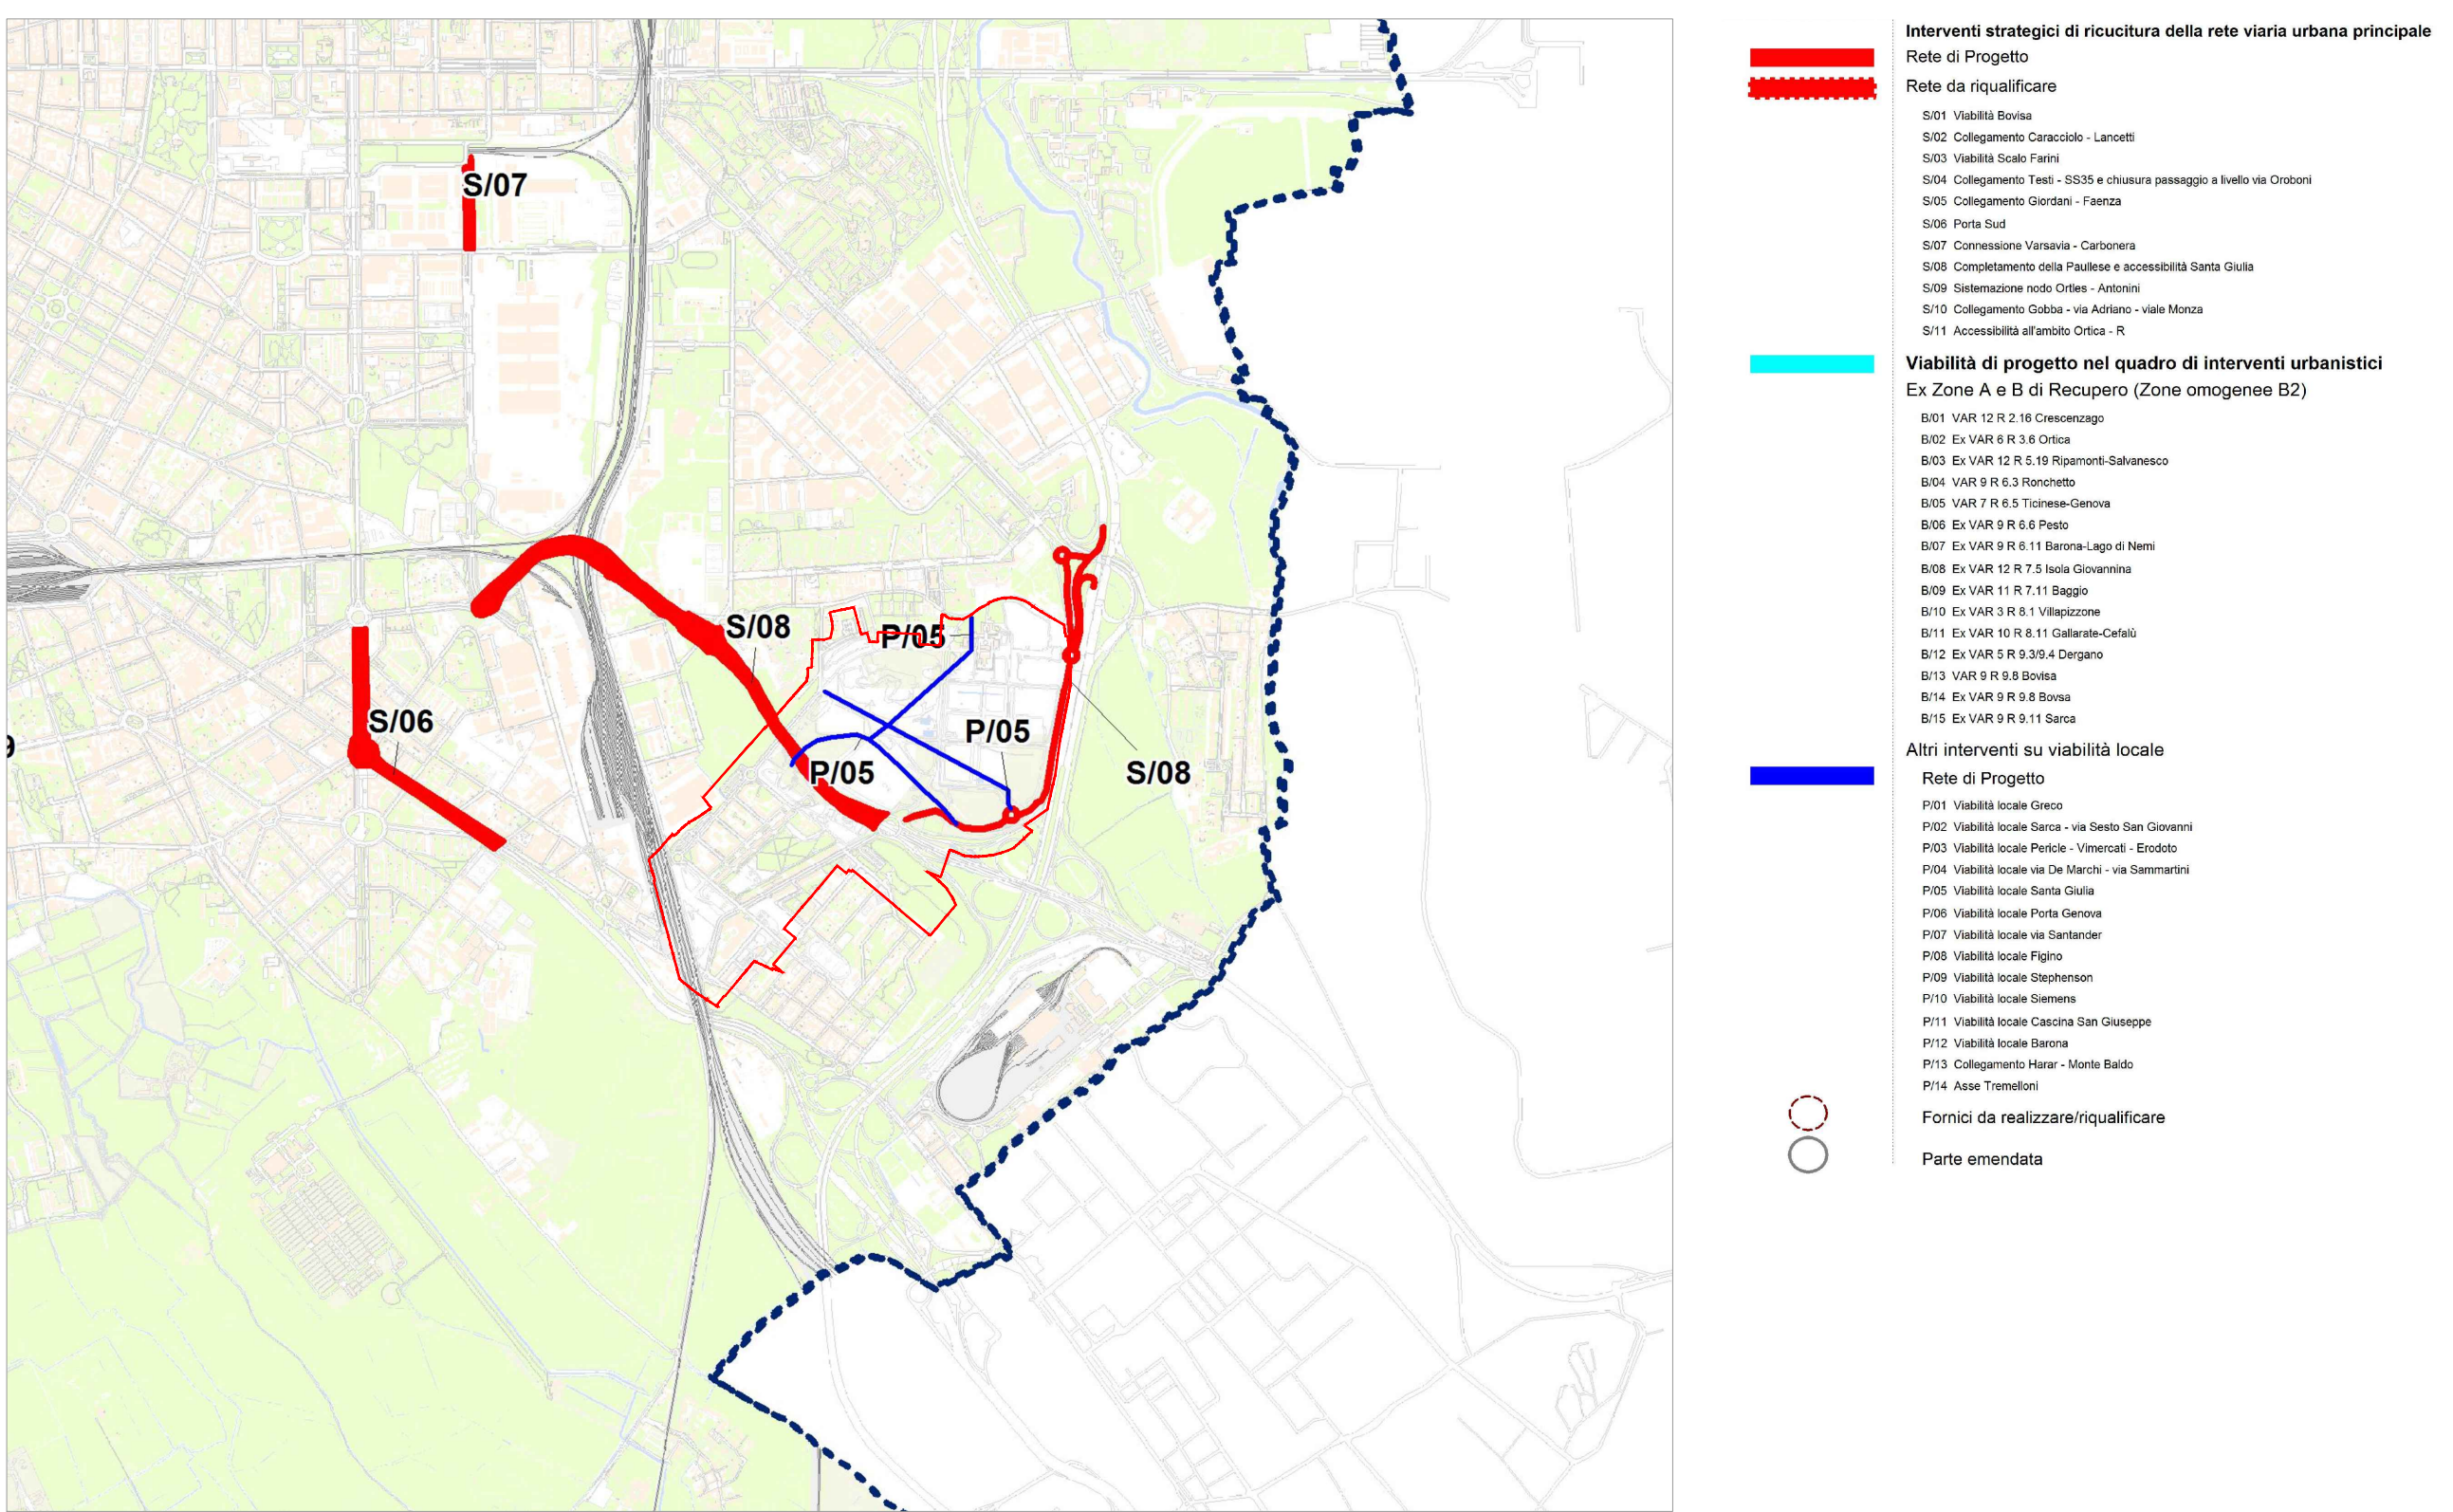 S/07
S/08
P/05
S/06
9
P/05
P/05
S/08
Interventi strategici di ricucitura della rete viaria urbana principale
Rete di Progetto
Rete da riqualificare
S/01 Viabilità Bovisa
S/02 Collegamento Caracciolo - Lancetti
S/03 Viabilità Scalo Farini
S/04 Collegamento Testi - SS35 e chiusura passaggio a livello via Oroboni
S/05 Collegamento Giordani - Faenza
S/06 Porta Sud
S/07 Connessione Varsavia - Carbonera
S/08 Completamento della Paullese e accessibilità Santa Giulia
S/09 Sistemazione nodo Ortles - Antonini
S/10 Collegamento Gobba - via Adriano - viale Monza
S/11 Accessibilità all'ambito Ortica - R
Viabilità di progetto nel quadro di interventi urbanistici
Ex Zone A e B di Recupero (Zone omogenee B2)
B/01 VAR 12 R 2.16 Crescenzago
B/02 Ex VAR 6 R 3.6 Ortica
B/03 Ex VAR 12 R 5.19 Ripamonti-Salvanesco
B/04 VAR 9 R 6.3 Ronchetto
B/05 VAR 7 R 6.5 Ticinese-Genova
B/06 Ex VAR 9 R 6.6 Pesto
B/07 Ex VAR 9 R 6.11 Barona-Lago di Nemi
B/08 Ex VAR 12 R 7.5 Isola Giovannina
B/09 Ex VAR 11 R 7.11 Baggio
B/10 Ex VAR 3 R 8.1 Villapizzone
B/11 Ex VAR 10 R 8.11 Gallarate-Cefalù
B/12 Ex VAR 5 R 9.3/9.4 Dergano
B/13 VAR 9 R 9.8 Bovisa
B/14 Ex VAR 9 R 9.8 Bovsa
B/15 Ex VAR 9 R 9.11 Sarca
Altri interventi su viabilità locale
Rete di Progetto
P/01 Viabilità locale Greco
P/02 Viabilità locale Sarca - via Sesto San Giovanni
P/03 Viabilità locale Pericle - Vimercati - Erodoto
P/04 Viabilità locale via De Marchi - via Sammartini
P/05 Viabilità locale Santa Giulia
P/06 Viabilità locale Porta Genova
P/07 Viabilità locale via Santander
P/08 Viabilità locale Figino
P/09 Viabilità locale Stephenson
P/10 Viabilità locale Siemens
P/11 Viabilità locale Cascina San Giuseppe
P/12 Viabilità locale Barona
P/13 Collegamento Harar - Monte Baldo
P/14 Asse Tremelloni
Fornici da realizzare/riqualificare
Parte emendata